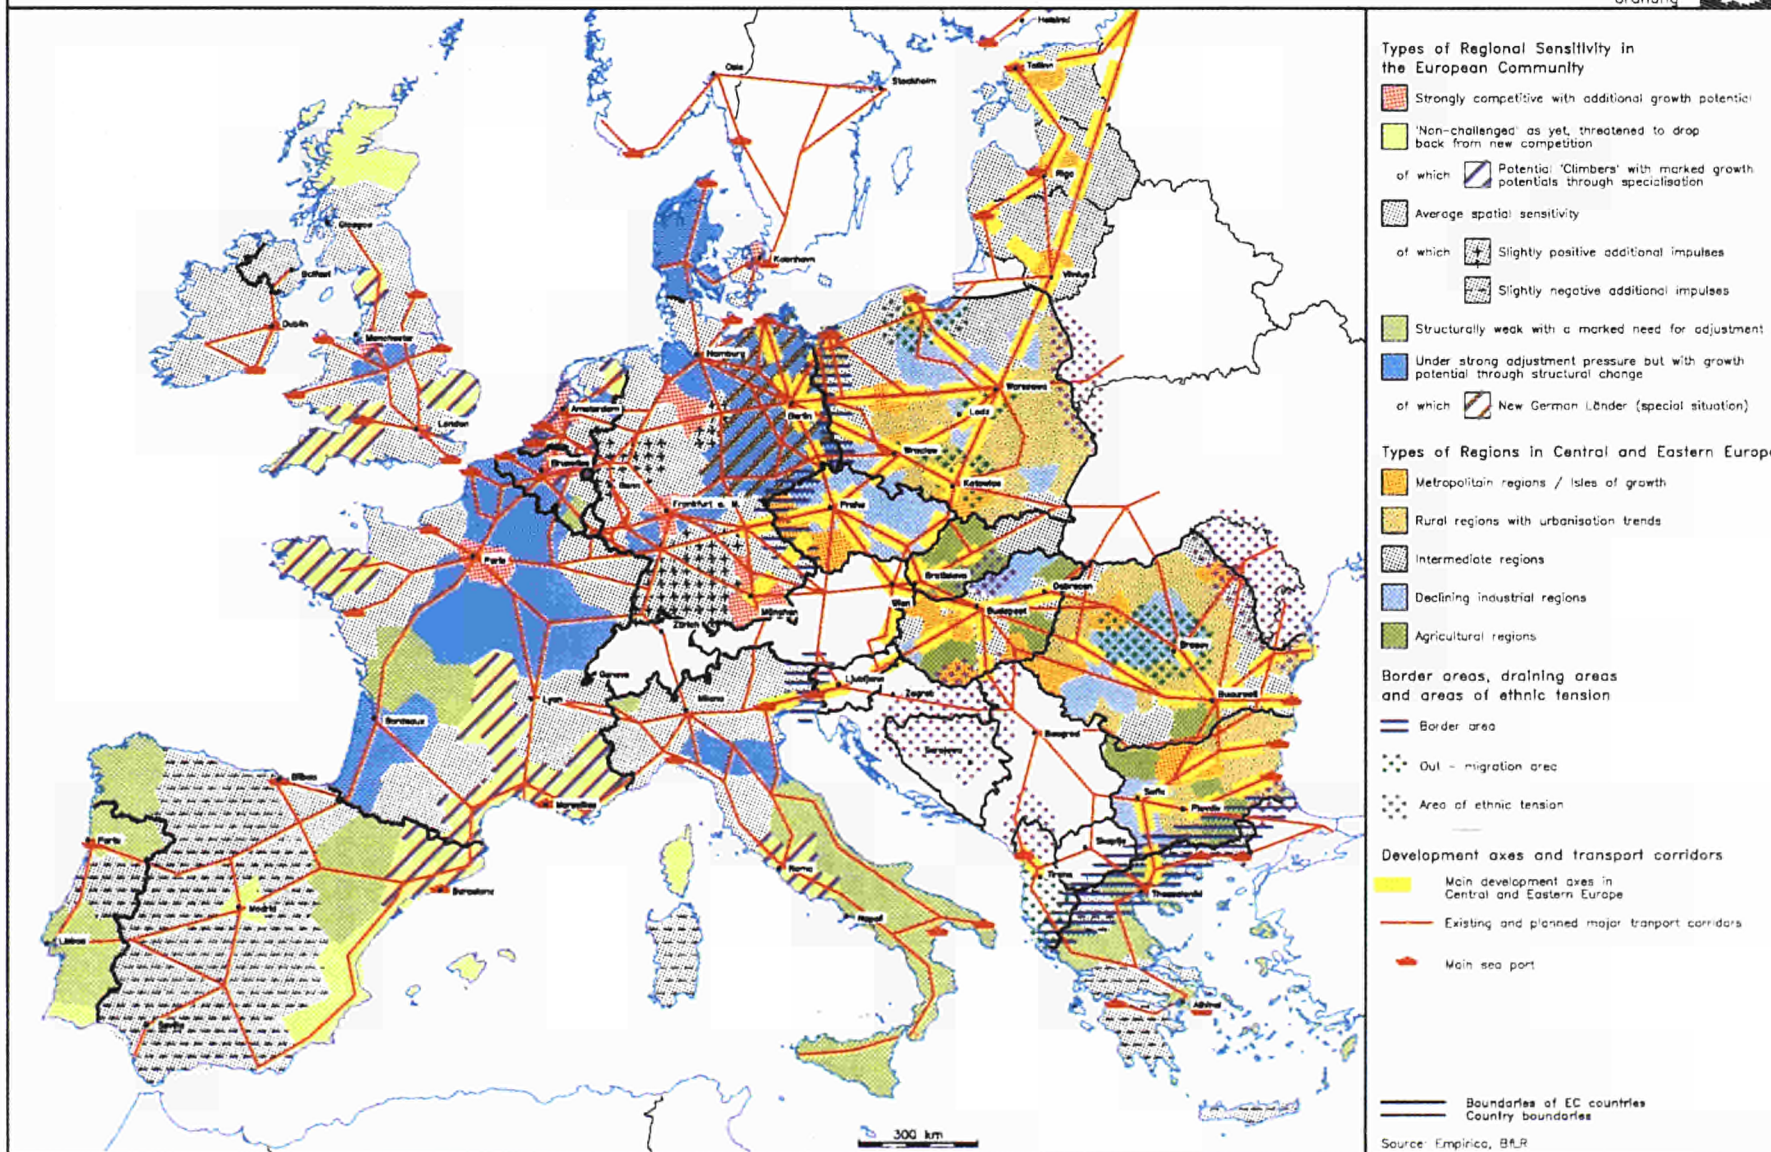 ordnung
Types of Regional Sensitivity in
the European Community
Strongly competitive with additional growth potential
'Non-challenged' as yet, threatened to drop
back from new competition
of which
Potential 'Climbers' with marked growth
potentials through specialisation
Average spatial sensitivity
of which
Slightly positive additional impulses
Slightly negative additional impulses
Structurally weak with a marked need for adjustment
Under strong adjustment pressure but with growth
potential through structural change
of which
New German Länder (special situation)
Types of Regions in Central and Eastern Europe
Metropolitain regions / Isles of growth
Rural regions with urbanisation trends
Intermediate regions
Declining industrial regions
Agricultural regions
Border areas, draining areas
and areas of ethnic tension
Border area
Out - migration area
Area of ethnic tension
Development axes and transport corridors
Main development axes in
Central and Eastern Europe
Existing and planned major tranport corridors
Main sea port
Boundaries of EC countries
Country boundaries
Source: Empirica, BfLR
300 km
Helsinki
Oslo
Stockholm
Tallinn
Riga
Vilnius
Glasgow
Belfast
Dublin
Manchester
London
København
Hamburg
Amsterdam
Berlin
Warszawa
Lodz
Wroclaw
Katowice
Bruxelles
Bonn
Frankfurt a. M.
Praha
Paris
München
Wien
Bratislava
Budapest
Debrecen
Zürich
Geneve
Lyon
Milano
Ljubljana
Zagreb
Brasov
Bucuresti
Beograd
Sarajevo
Bordeaux
Bilbao
Marseilles
Sofia
Plovdiv
Skopje
Tirana
Thessaloniki
Porto
Madrid
Barcelona
Roma
Napoli
Lisboa
Sevilla
Athinai